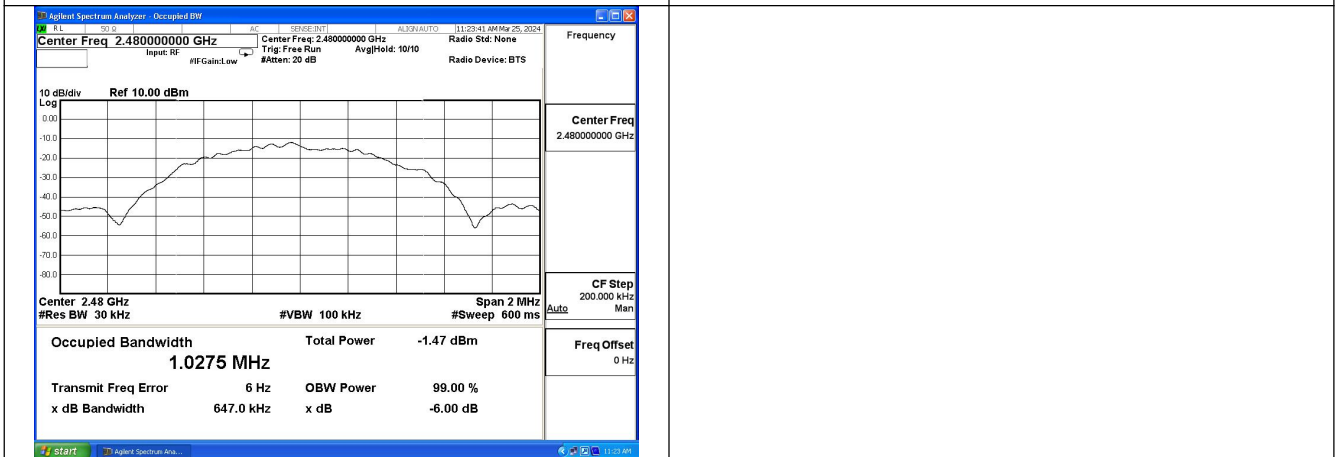 Agilent Spectrum Analyzer - Occupied BW
RL 50 Ω AC SENSE:INT ALIGN AUTO 11:23:41 AM Mar 25, 2024
Center Freq 2.480000000 GHz Center Freq: 2.480000000 GHz Radio Std: None Frequency
Input: RF Trig: Free Run Avg|Hold: 10/10
#IFGain:Low #Atten: 20 dB Radio Device: BTS
10 dB/div Ref 10.00 dBm
Log
0.00
-10.0
-20.0
-30.0
-40.0
-50.0
-60.0
-70.0
-80.0
Center Freq
2.480000000 GHz
Center 2.48 GHz Span 2 MHz
#Res BW 30 kHz #VBW 100 kHz #Sweep 600 ms
CF Step
200.000 kHz
Auto Man
Occupied Bandwidth Total Power -1.47 dBm
1.0275 MHz
Transmit Freq Error 6 Hz OBW Power 99.00 %
x dB Bandwidth 647.0 kHz x dB -6.00 dB
Freq Offset
0 Hz
start Agilent Spectrum Ana... 11:23 AM